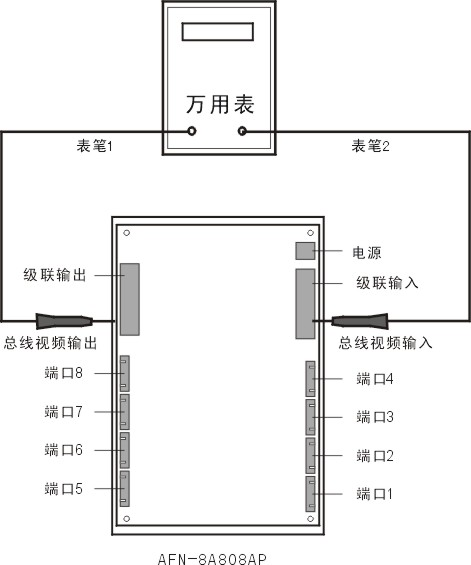 万用表
表笔1
表笔2
电源
级联输出
级联输入
总线视频输出
总线视频输入
端口8
端口4
端口7
端口3
端口6
端口2
端口5
端口1
AFN-8A808AP